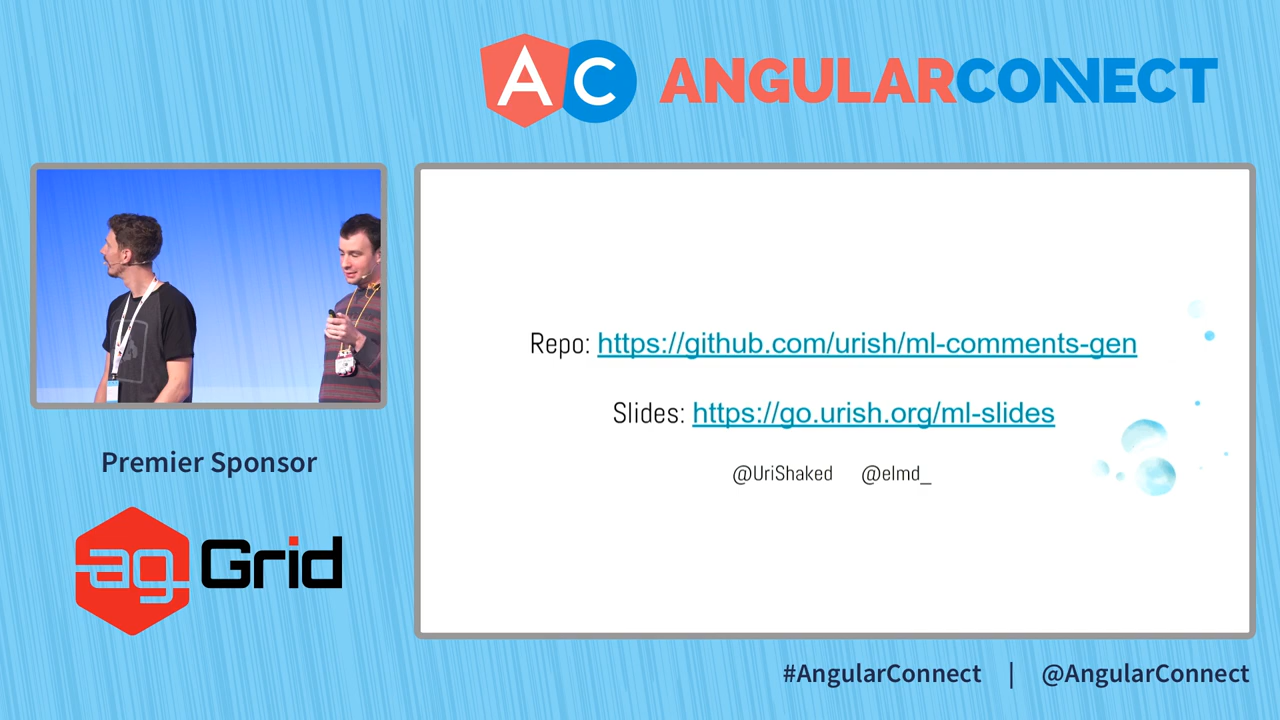 AC ANGULARCONNECT
Repo: https://github.com/urish/ml-comments-gen
Slides: https://go.urish.org/ml-slides
@UriShaked @elmd_
Premier Sponsor
ag Grid
#AngularConnect | @AngularConnect